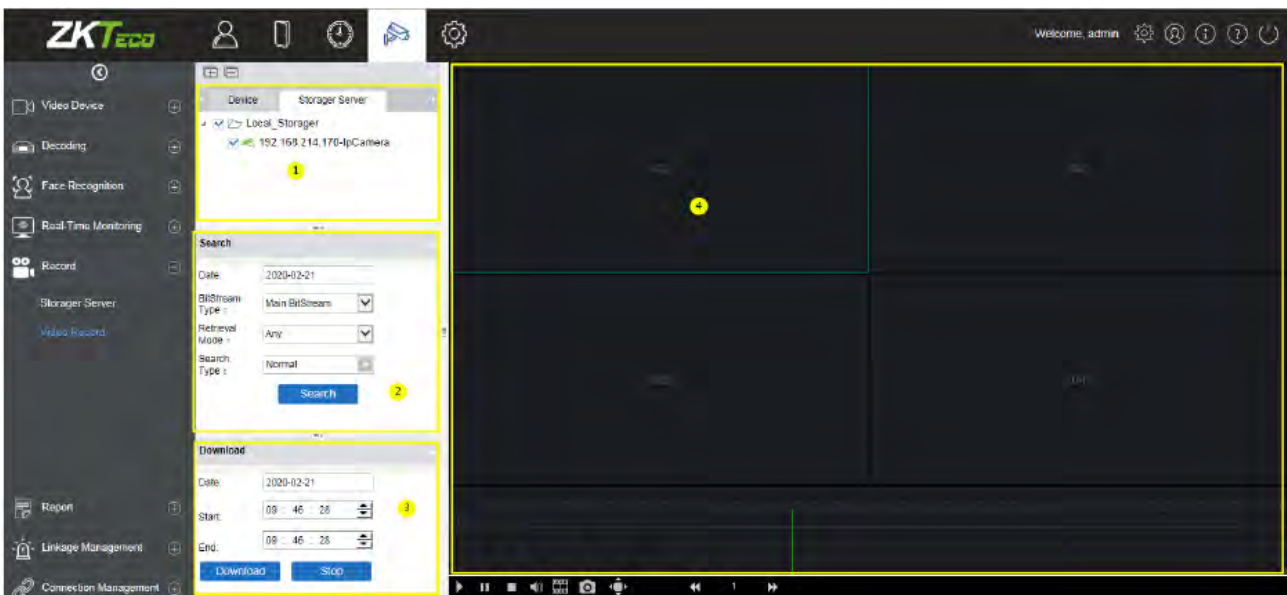 ZKTeco
Welcome, admin
Video Device
Decoding
Face Recognition
Real-Time Monitoring
Record
Storager Server
Video Record
Report
Linkage Management
Connection Management
Device
Storager Server
Local_Storager
192.168.214.170-IpCamera
1
Search
Date:
2020-02-21
BitStream
Type :
Main BitStream
Retrieval
Mode :
Any
Search
Type :
Normal
Search
2
Download
Date:
2020-02-21
Start:
09 : 46 : 28
3
End:
09 : 46 : 28
Download
Stop
4
1